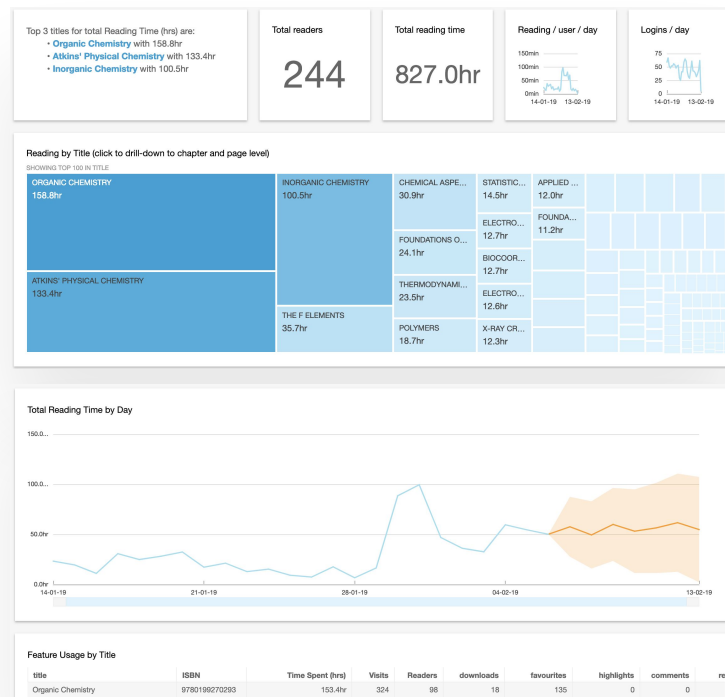 Top 3 titles for total Reading Time (hrs) are:
• Organic Chemistry with 158.8hr
• Atkins' Physical Chemistry with 133.4hr
• Inorganic Chemistry with 100.5hr
Total readers
244
Total reading time
827.0hr
Reading / user / day
150min
100min
50min
0min
14-01-19 13-02-19
Logins / day
75
50
25
0
14-01-19 13-02-19
Reading by Title (click to drill-down to chapter and page level)
SHOWING TOP 100 IN TITLE
ORGANIC CHEMISTRY
158.8hr
ATKINS' PHYSICAL CHEMISTRY
133.4hr
INORGANIC CHEMISTRY
100.5hr
THE F ELEMENTS
35.7hr
CHEMICAL ASPE...
30.9hr
FOUNDATIONS O...
24.1hr
THERMODYNAMI...
23.5hr
POLYMERS
18.7hr
STATISTIC...
14.5hr
ELECTRO...
12.7hr
BIOCOOR...
12.7hr
ELECTRO...
12.6hr
X-RAY CR...
12.3hr
APPLIED ...
12.0hr
FOUNDA...
11.2hr
Total Reading Time by Day
150.0...
100.0...
50.0hr
0.0hr
14-01-19 21-01-19 28-01-19 04-02-19 13-02-19
Feature Usage by Title
title ISBN Time Spent (hrs) Visits Readers downloads favourites highlights comments re
Organic Chemistry 9780199270293 153.4hr 324 98 18 135 0 0